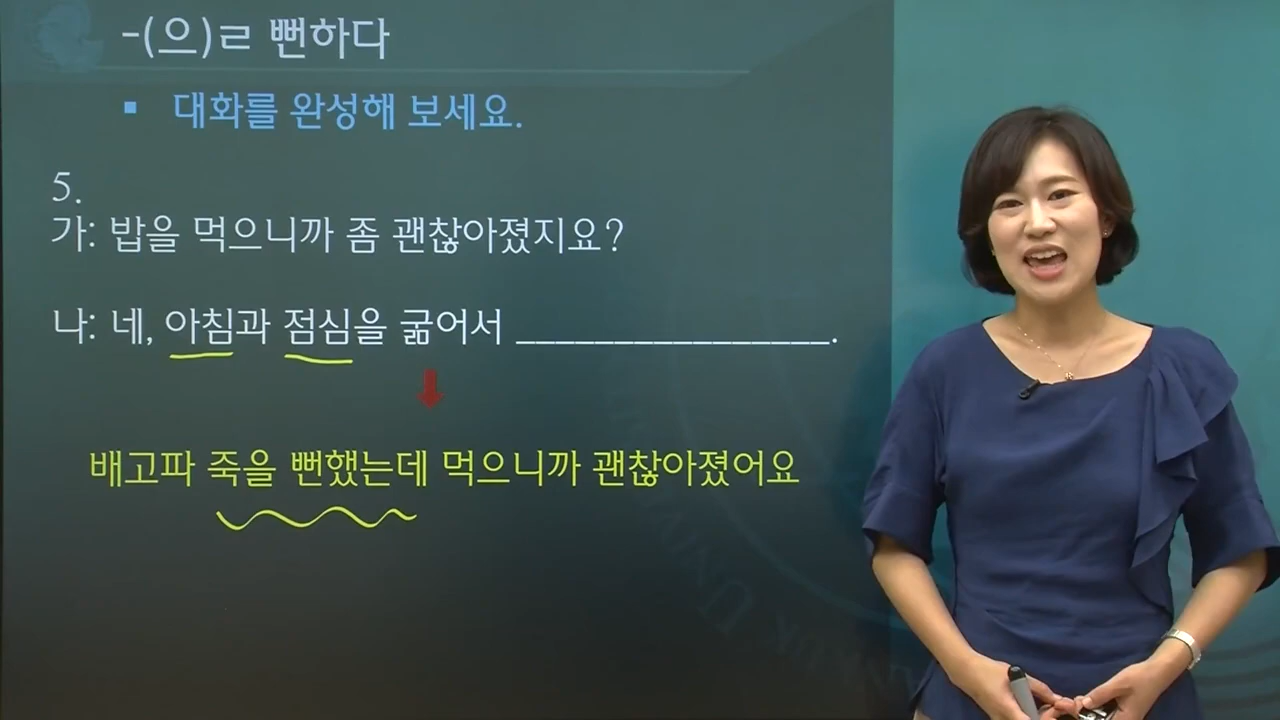 -(으)ㄹ 뻔하다
▪ 대화를 완성해 보세요.
5.
가: 밥을 먹으니까 좀 괜찮아졌지요?
나: 네, 아침과 점심을 굶어서 ________________.
배고파 죽을 뻔했는데 먹으니까 괜찮아졌어요